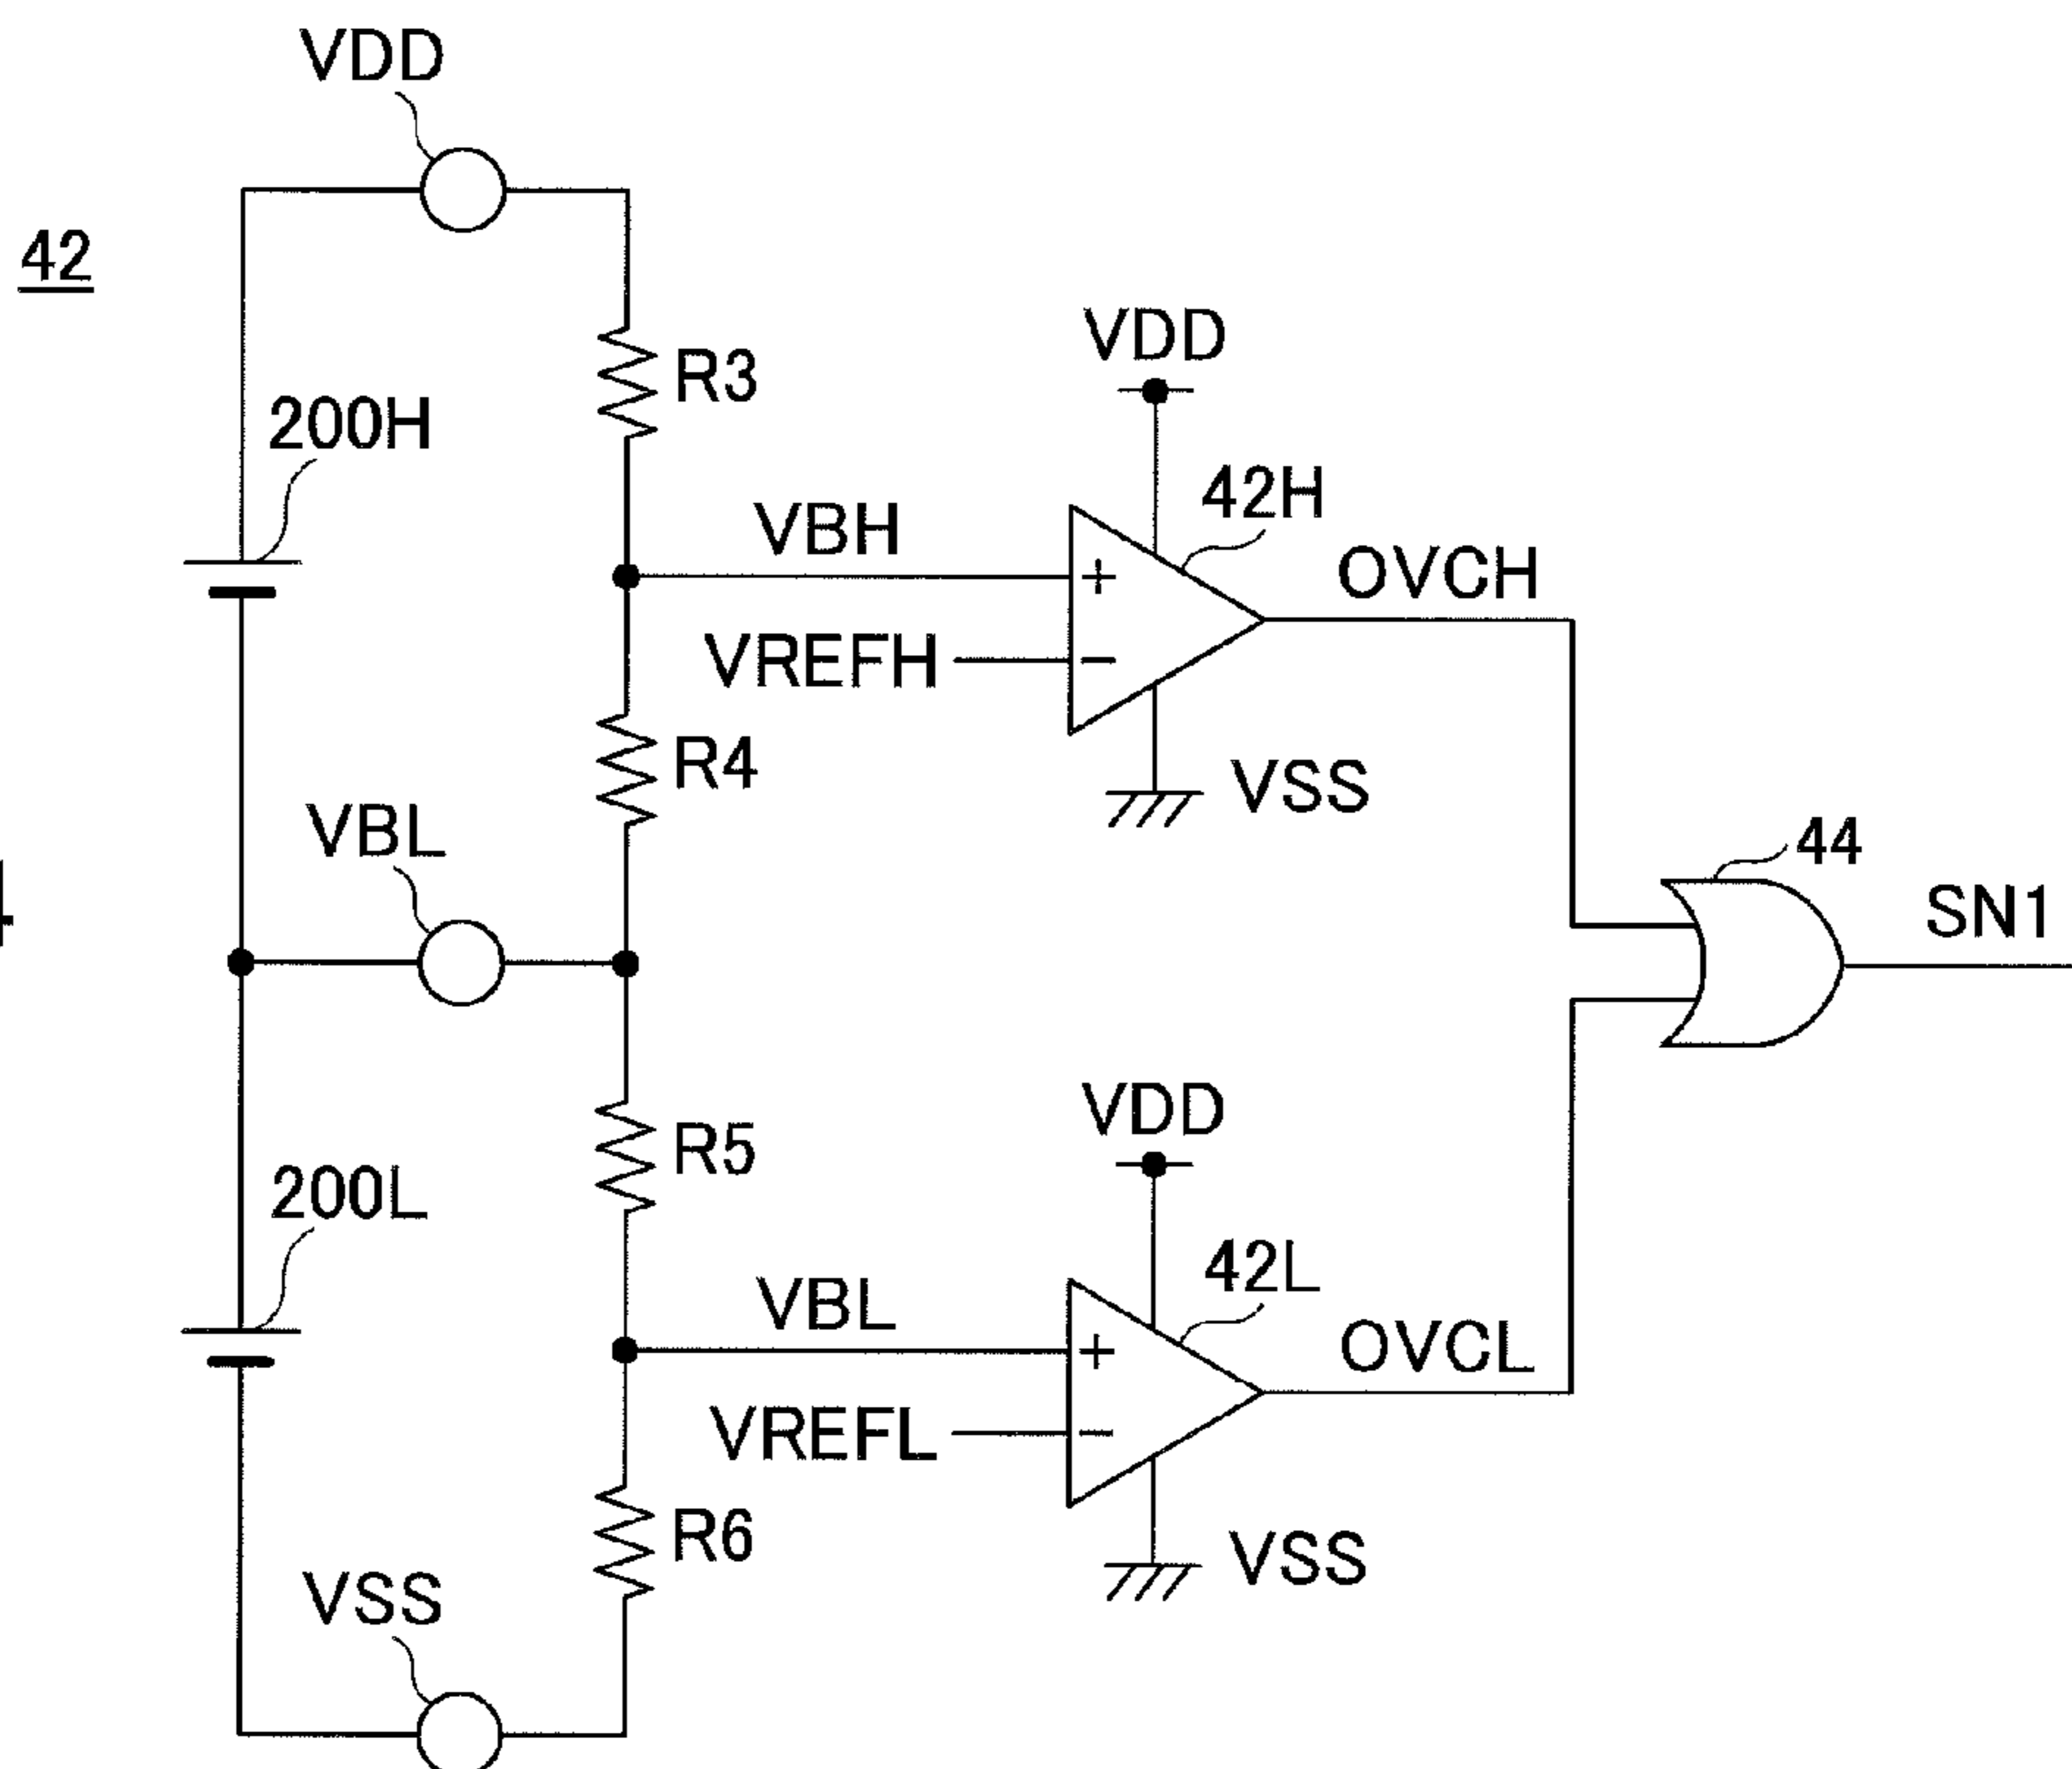 VDD
42
VDD
R3
200H
42H
VBH
OVCH
VREFH
R4
VSS
VBL
44
SN1
VDD
R5
200L
42L
VBL
OVCL
VREFL
R6
VSS
VSS